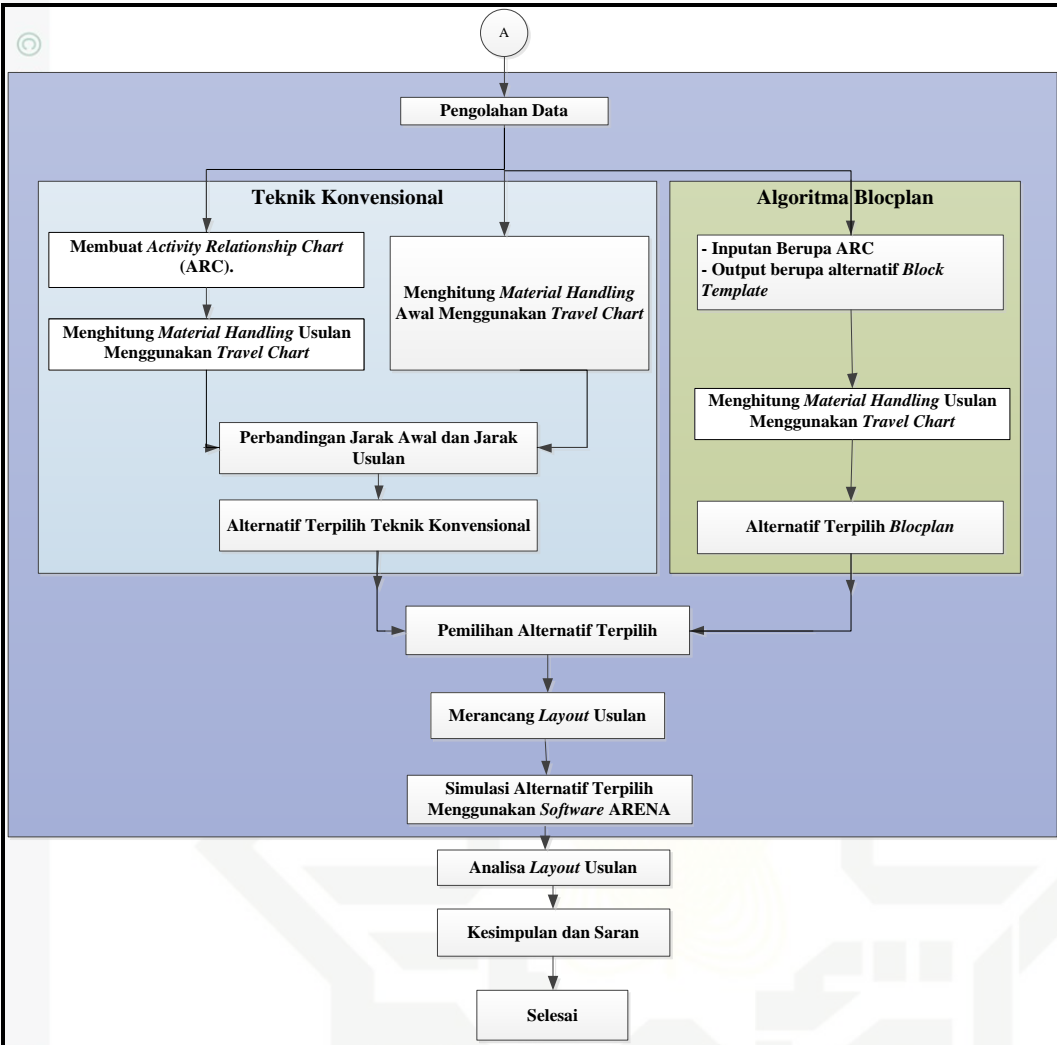 ©
A
Pengolahan Data
Teknik Konvensional
Membuat Activity Relationship Chart
(ARC).
Menghitung Material Handling Usulan
Menggunakan Travel Chart
Menghitung Material Handling
Awal Menggunakan Travel Chart
Perbandingan Jarak Awal dan Jarak
Usulan
Alternatif Terpilih Teknik Konvensional
Algoritma Blocplan
- Inputan Berupa ARC
- Output berupa alternatif Block
Template
Menghitung Material Handling Usulan
Menggunakan Travel Chart
Alternatif Terpilih Blocplan
Pemilihan Alternatif Terpilih
Merancang Layout Usulan
Simulasi Alternatif Terpilih
Menggunakan Software ARENA
Analisa Layout Usulan
Kesimpulan dan Saran
Selesai